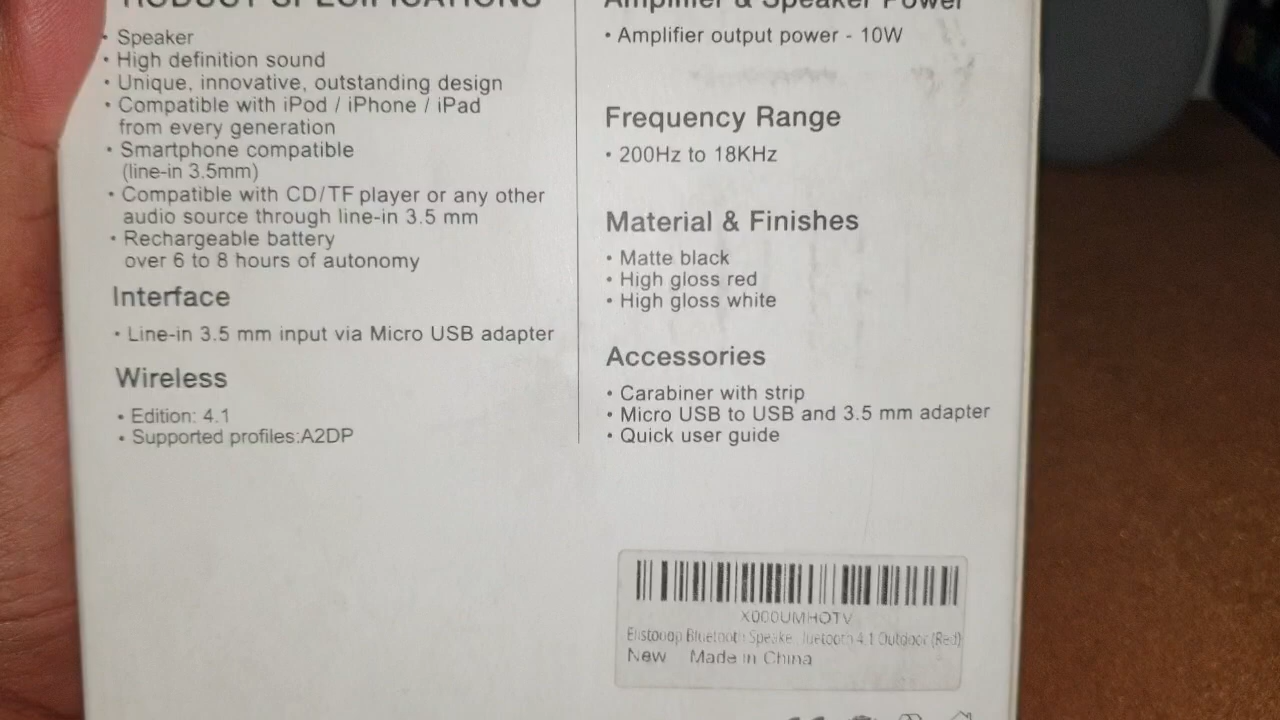 PRODUCT SPECIFICATIONS
• Speaker
• High definition sound
• Unique, innovative, outstanding design
• Compatible with iPod / iPhone / iPad
from every generation
• Smartphone compatible
(line-in 3.5mm)
• Compatible with CD/TF player or any other
audio source through line-in 3.5 mm
• Rechargeable battery
over 6 to 8 hours of autonomy
Interface
• Line-in 3.5 mm input via Micro USB adapter
Wireless
• Edition: 4.1
• Supported profiles:A2DP
Amplifier & Speaker Power
• Amplifier output power - 10W
Frequency Range
• 200Hz to 18KHz
Material & Finishes
• Matte black
• High gloss red
• High gloss white
Accessories
• Carabiner with strip
• Micro USB to USB and 3.5 mm adapter
• Quick user guide
X000UMHOTV
Bluetooth Speake 4.1 Outdoor (Red)
New Made in China